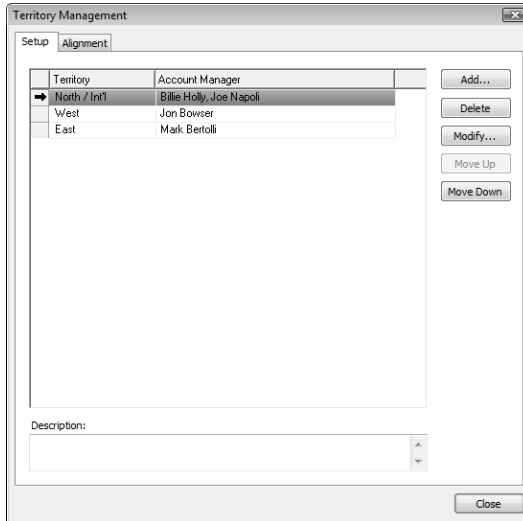 Territory Management
Setup Alignment
Territory Account Manager
North / Int'l Billie Holly, Joe Napoli
West Jon Bowser
East Mark Bertolli
Add...
Delete
Modify...
Move Up
Move Down
Description:
Close